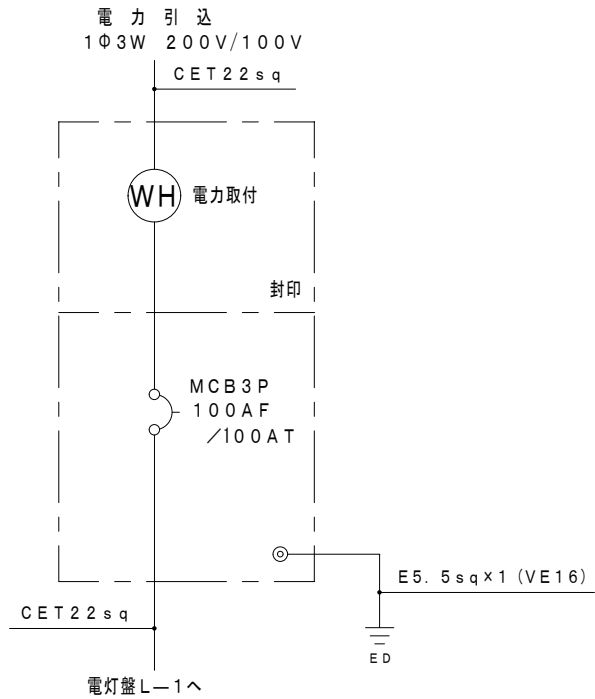 電力引込
1Φ3W 200V/100V
CET22sq
WH
電力取付
封印
MCB3P
100AF
/100AT
E5.5sq×1(VE16)
CET22sq
ED
電灯盤L—1へ